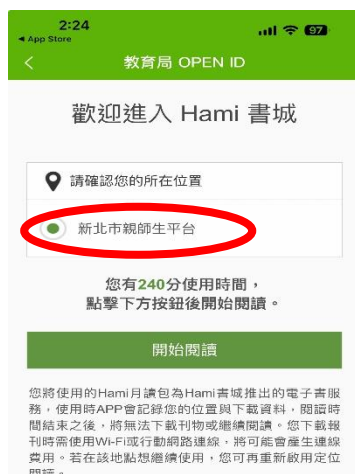 2:24
97
◀ App Store
教育局 OPEN ID
歡迎進入 Hami 書城
請確認您的所在位置
新北市親師生平台
您有240分使用時間，
點擊下方按鈕後開始閱讀。
開始閱讀
您將使用的Hami月讀包為Hami書城推出的電子書服
務，使用時APP會記錄您的位置與下載資料，閱讀時
間結束之後，將無法下載刊物或繼續閱讀。您下載報
刊時需使用Wi-Fi或行動網路連線，將可能會產生連線
費用。若在該地點想繼續使用，您可再重新啟用定位
閱讀。